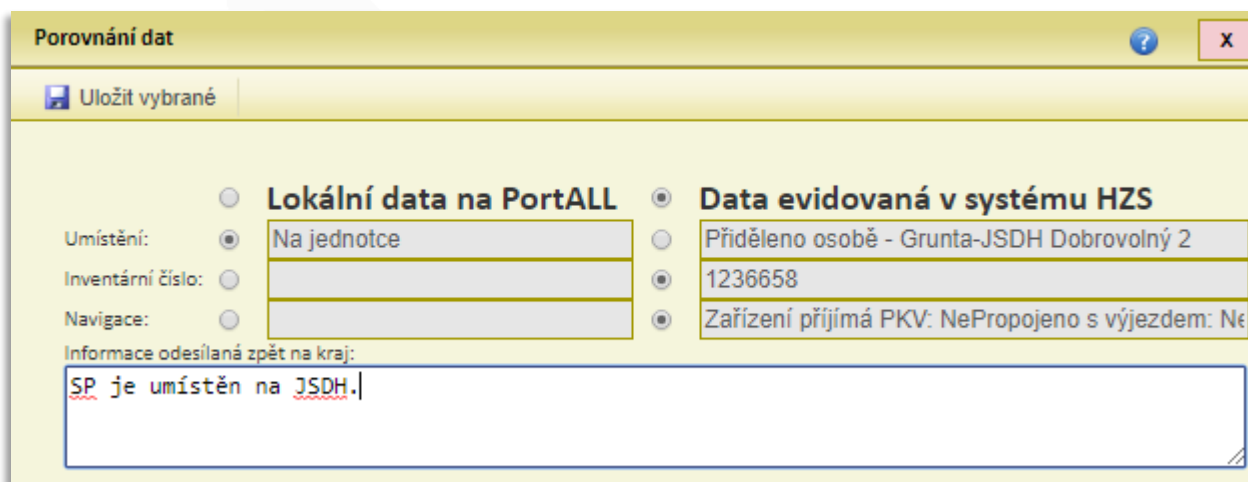 Porovnání dat ? X
Uložit vybrané
Lokální data na PortALL Data evidovaná v systému HZS
Umístění: Na jednotce Přiděleno osobě - Grunta-JSDH Dobrovolný 2
Inventární číslo: 1236658
Navigace: Zařízení příjímá PKV: NePropojeno s výjezdem: Ne
Informace odesílaná zpět na kraj:
SP je umístěn na JSDH.